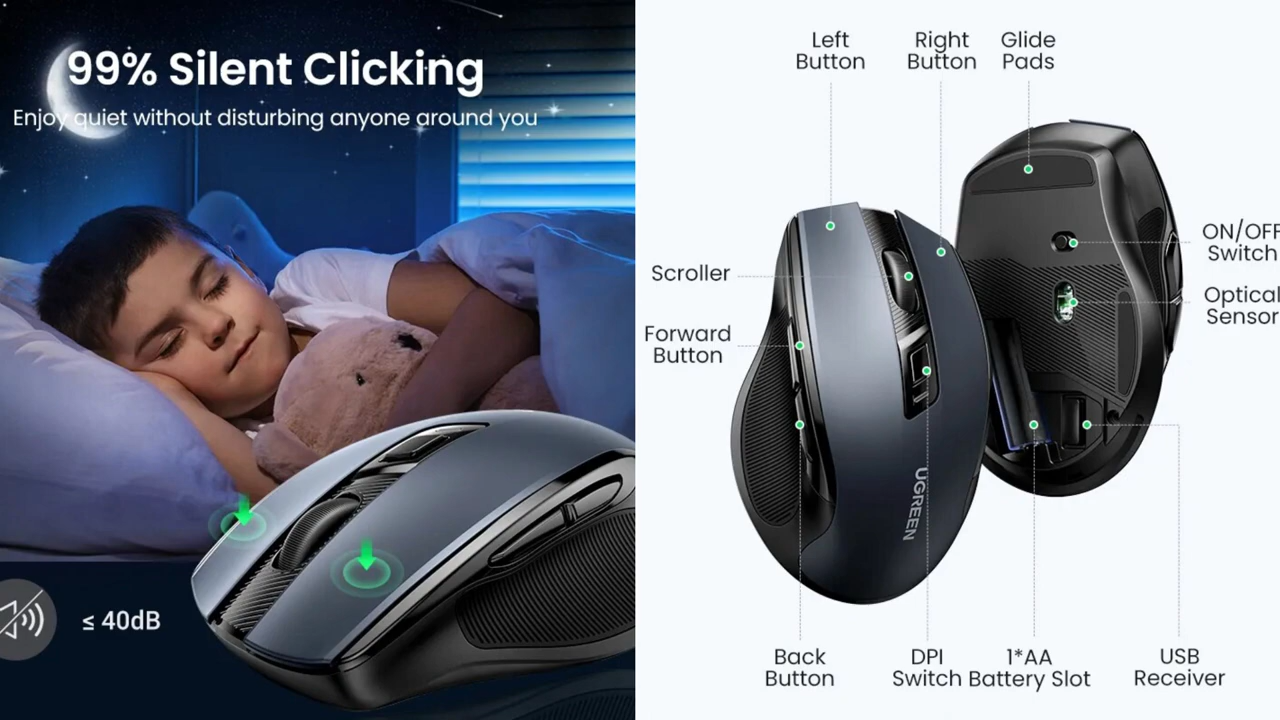 99% Silent Clicking
Enjoy quiet without disturbing anyone around you
≤ 40dB
Left
Button
Right
Button
Glide
Pads
Scroller
Forward
Button
ON/OFF
Switch
Optical
Sensor
UGREEN
Back
Button
DPI
Switch
1*AA
Battery Slot
USB
Receiver